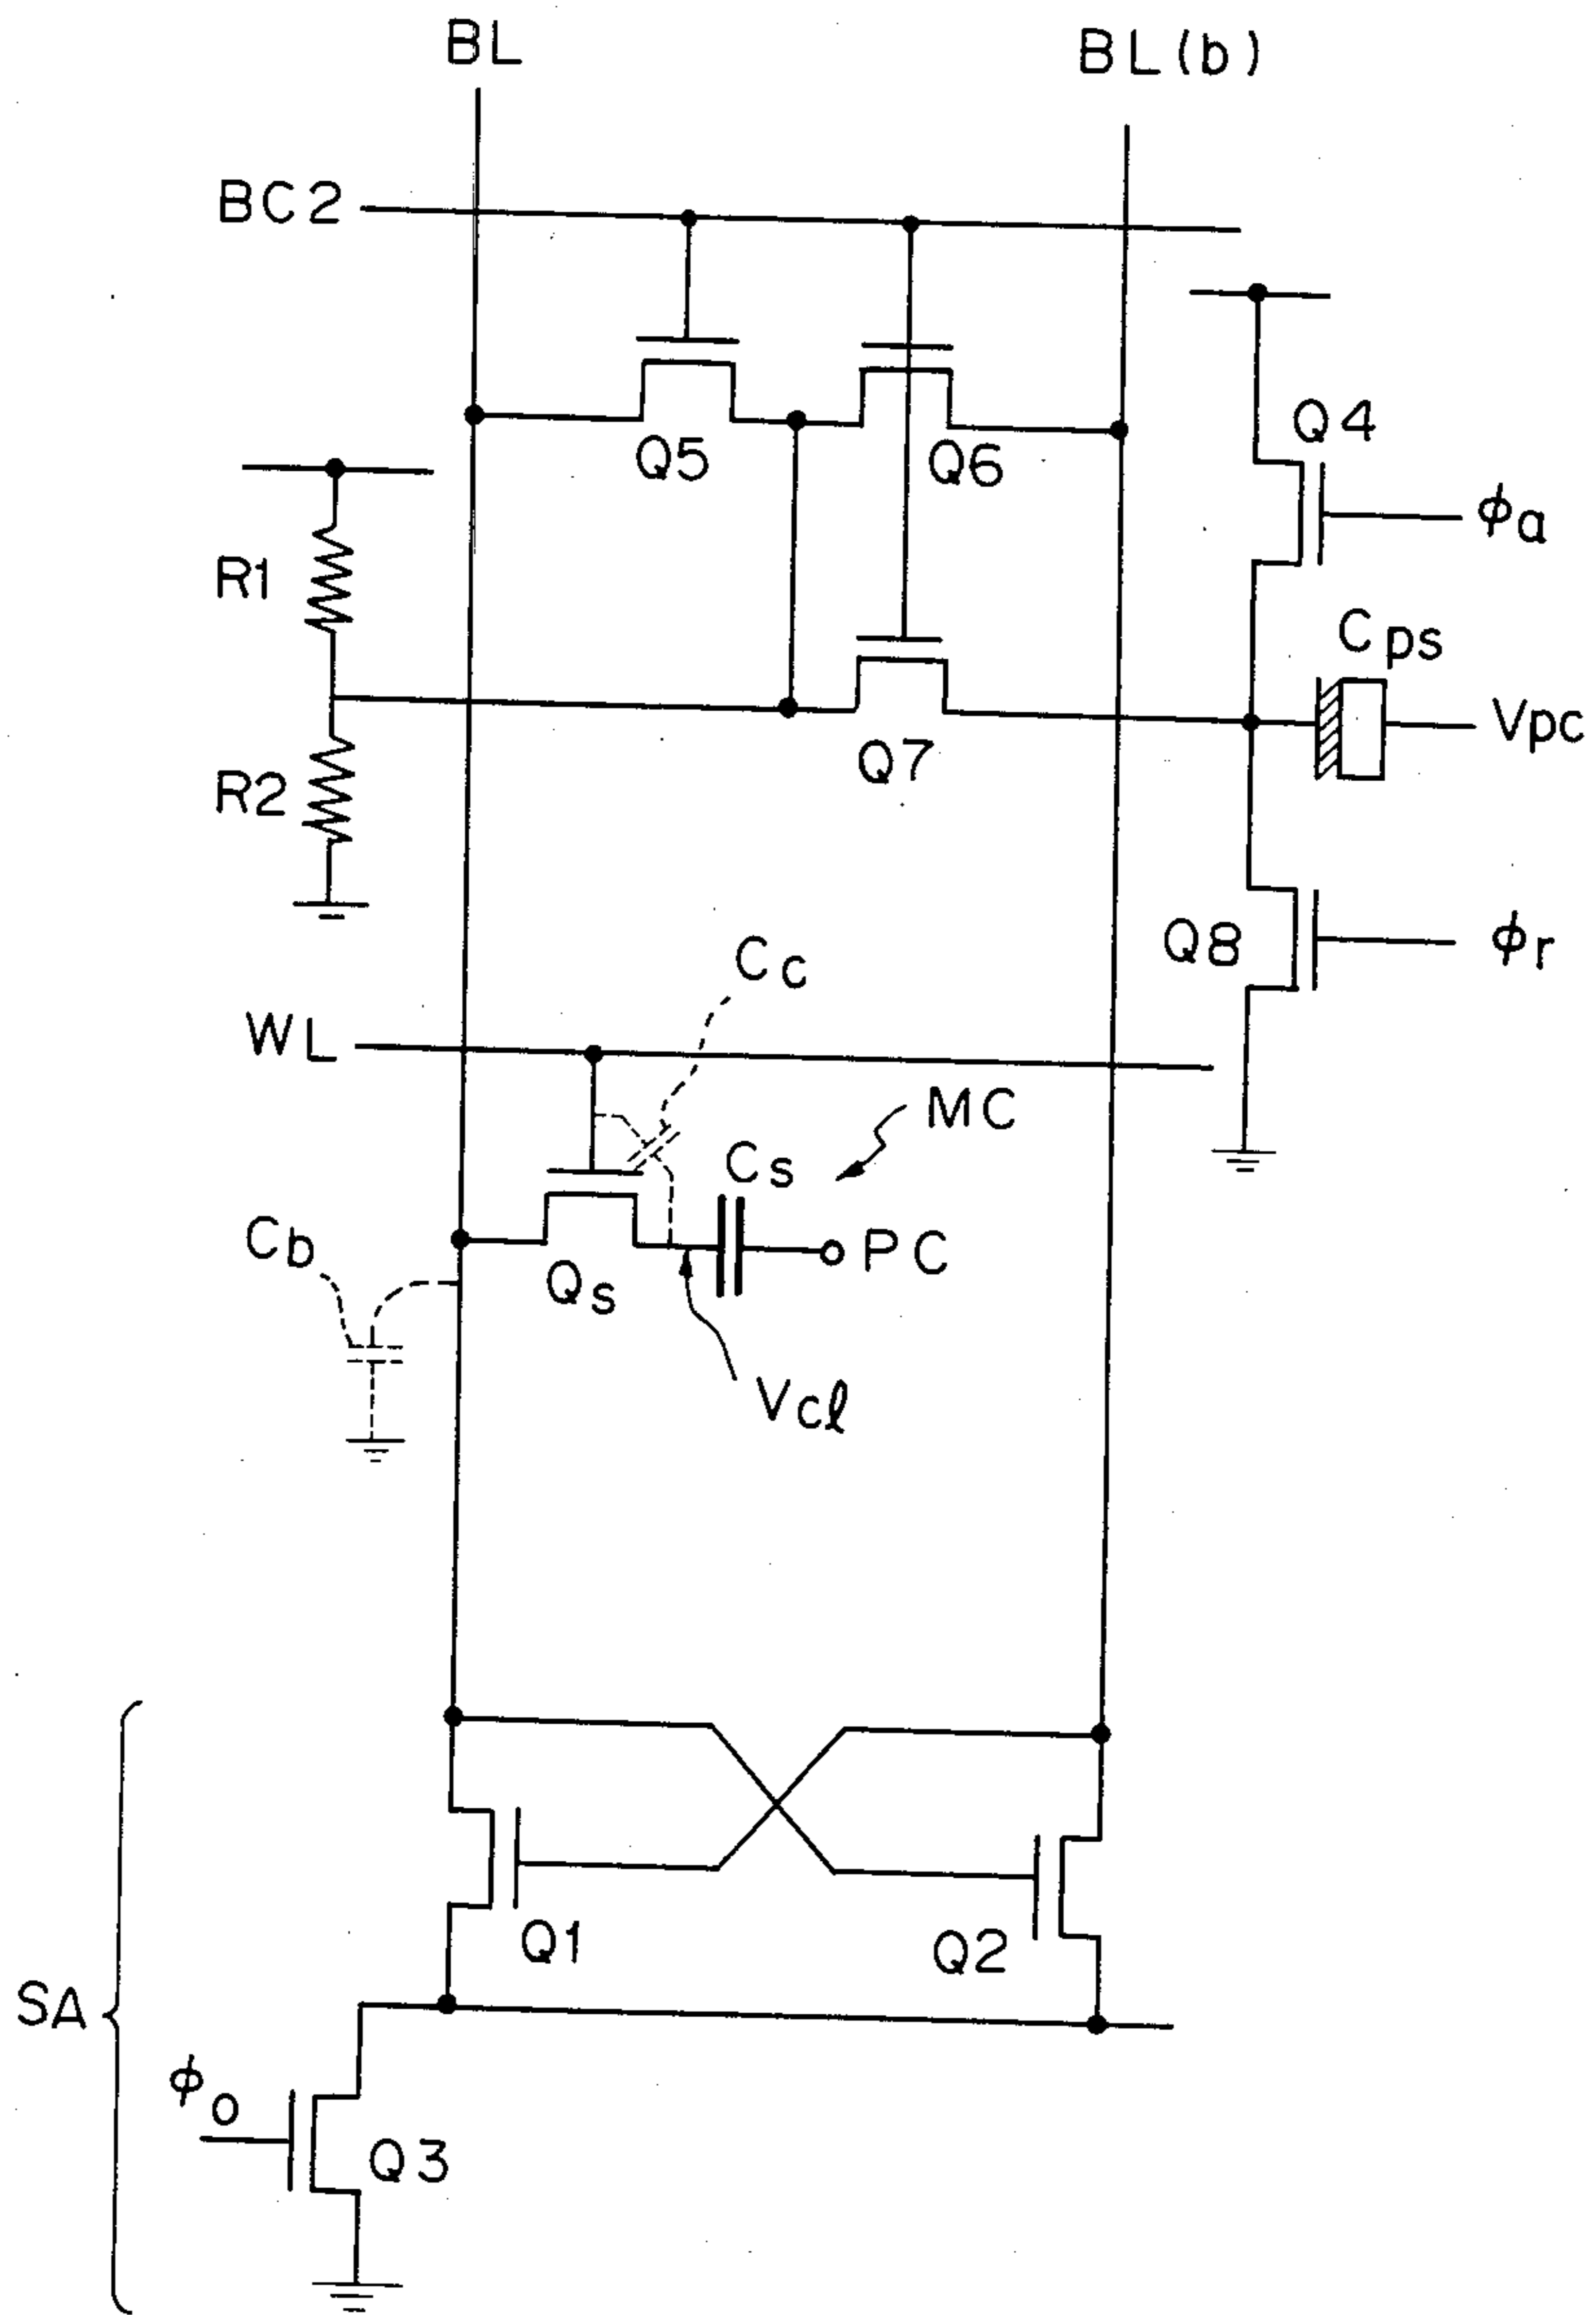 BL
BL(b)
BC2
Q4
Q5
Q6
ϕa
R1
Cps
Vpc
Q7
R2
Cc
Q8
ϕr
WL
MC
Cs
Cb
PC
Qs
Vcl
Q1
Q2
SA
ϕo
Q3